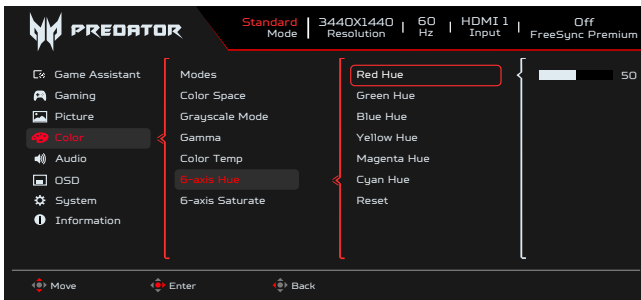 PREDATOR
Standard Mode
3440X1440 Resolution
60 Hz
HDMI 1 Input
Off FreeSync Premium
Game Assistant
Gaming
Picture
Color
Audio
OSD
System
Information
Modes
Color Space
Grayscale Mode
Gamma
Color Temp
6-axis Hue
6-axis Saturate
Red Hue
Green Hue
Blue Hue
Yellow Hue
Magenta Hue
Cyan Hue
Reset
50
Move
Enter
Back